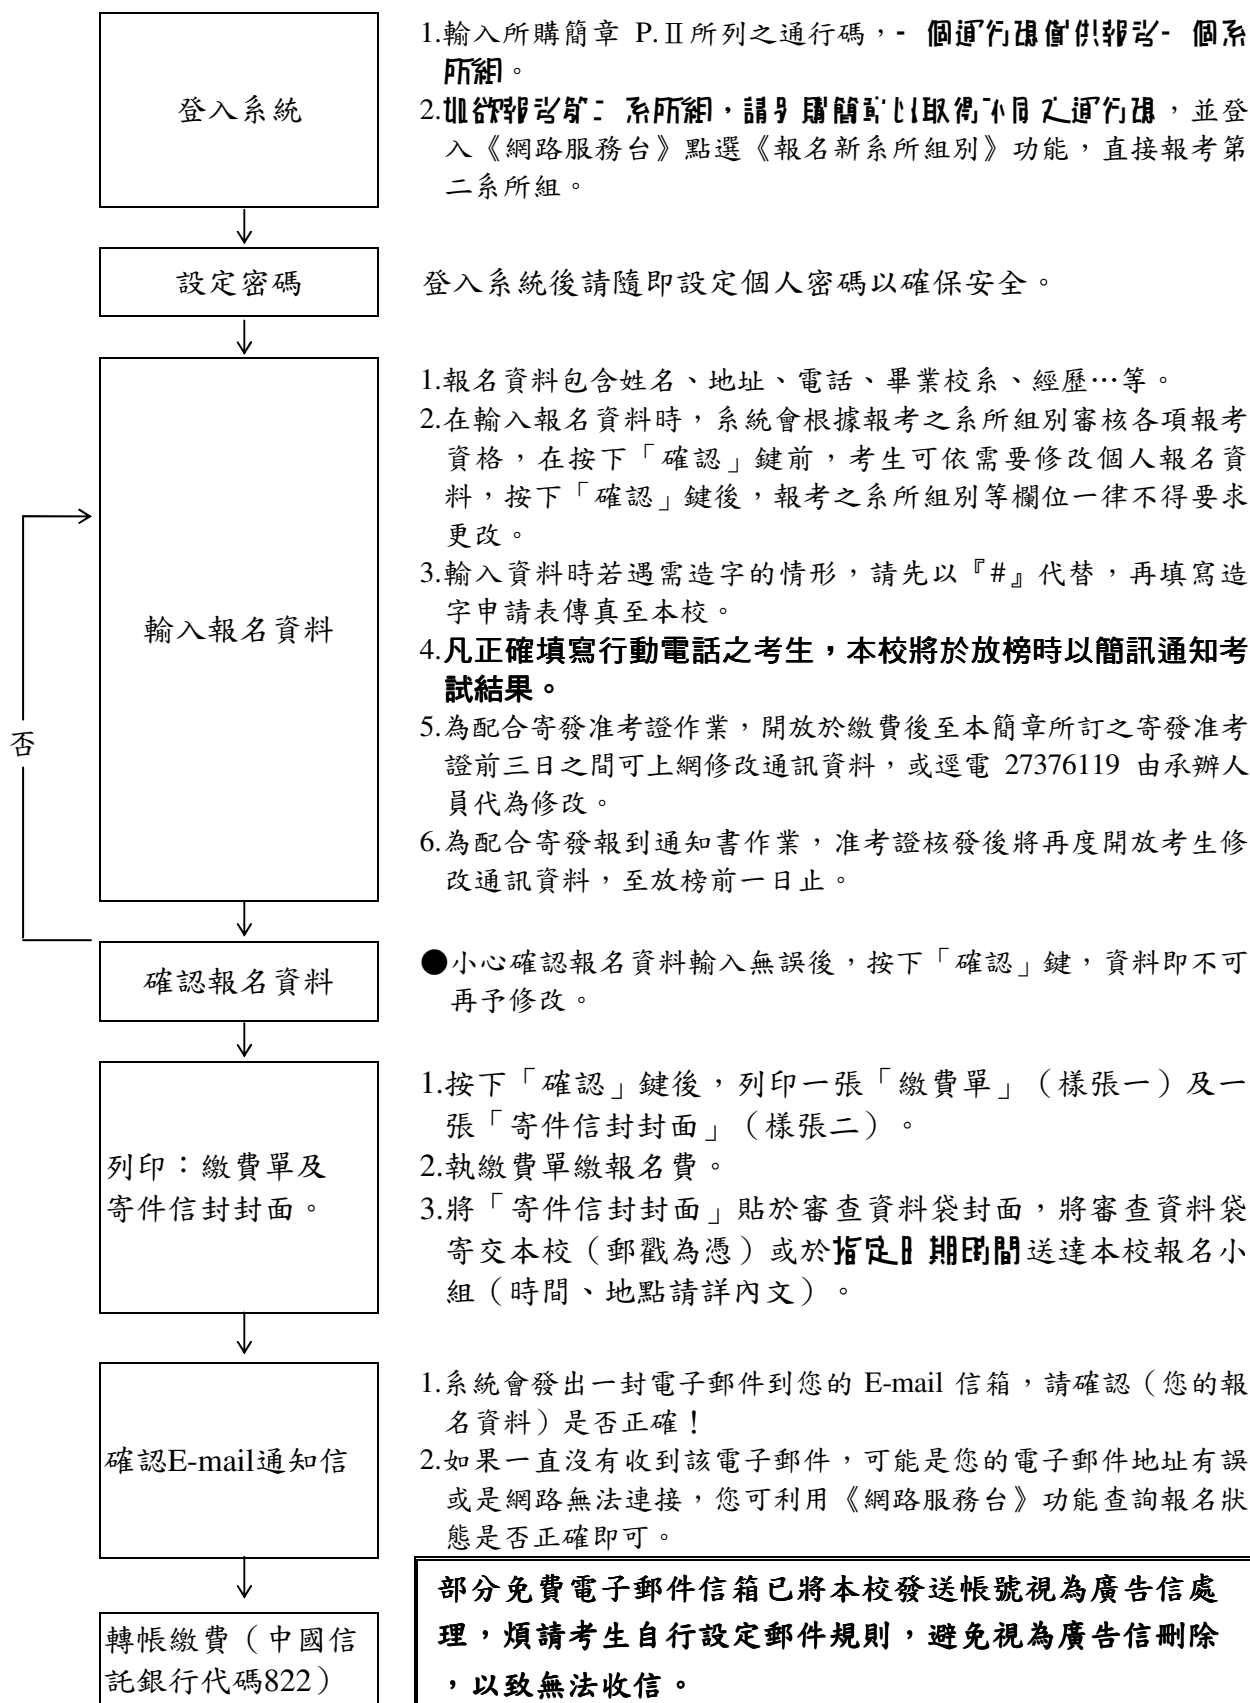 登入系統
1.輸入所購簡章 P.Ⅱ所列之通行碼，一個通行碼僅供報考一個系
所組。
2.如欲報考第二系所組，請另購簡章以取得不同之通行碼，並登
入《網路服務台》點選《報名新系所組別》功能，直接報考第
二系所組。
設定密碼
登入系統後請隨即設定個人密碼以確保安全。
輸入報名資料
1.報名資料包含姓名、地址、電話、畢業校系、經歷…等。
2.在輸入報名資料時，系統會根據報考之系所組別審核各項報考
資格，在按下「確認」鍵前，考生可依需要修改個人報名資
料，按下「確認」鍵後，報考之系所組別等欄位一律不得要求
更改。
3.輸入資料時若遇需造字的情形，請先以『#』代替，再填寫造
字申請表傳真至本校。
4.凡正確填寫行動電話之考生，本校將於放榜時以簡訊通知考
試結果。
5.為配合寄發准考證作業，開放於繳費後至本簡章所訂之寄發准考
證前三日之間可上網修改通訊資料，或逕電 27376119 由承辦人
員代為修改。
6.為配合寄發報到通知書作業，准考證核發後將再度開放考生修
改通訊資料，至放榜前一日止。
否
確認報名資料
●小心確認報名資料輸入無誤後，按下「確認」鍵，資料即不可
再予修改。
列印：繳費單及
寄件信封封面。
1.按下「確認」鍵後，列印一張「繳費單」（樣張一）及一
張「寄件信封封面」（樣張二）。
2.執繳費單繳報名費。
3.將「寄件信封封面」貼於審查資料袋封面，將審查資料袋
寄交本校（郵戳為憑）或於指定日期時間送達本校報名小
組（時間、地點請詳內文）。
確認E-mail通知信
1.系統會發出一封電子郵件到您的 E-mail 信箱，請確認（您的報
名資料）是否正確！
2.如果一直沒有收到該電子郵件，可能是您的電子郵件地址有誤
或是網路無法連接，您可利用《網路服務台》功能查詢報名狀
態是否正確即可。
轉帳繳費（中國信
託銀行代碼822）
部分免費電子郵件信箱已將本校發送帳號視為廣告信處
理，煩請考生自行設定郵件規則，避免視為廣告信刪除
，以致無法收信。